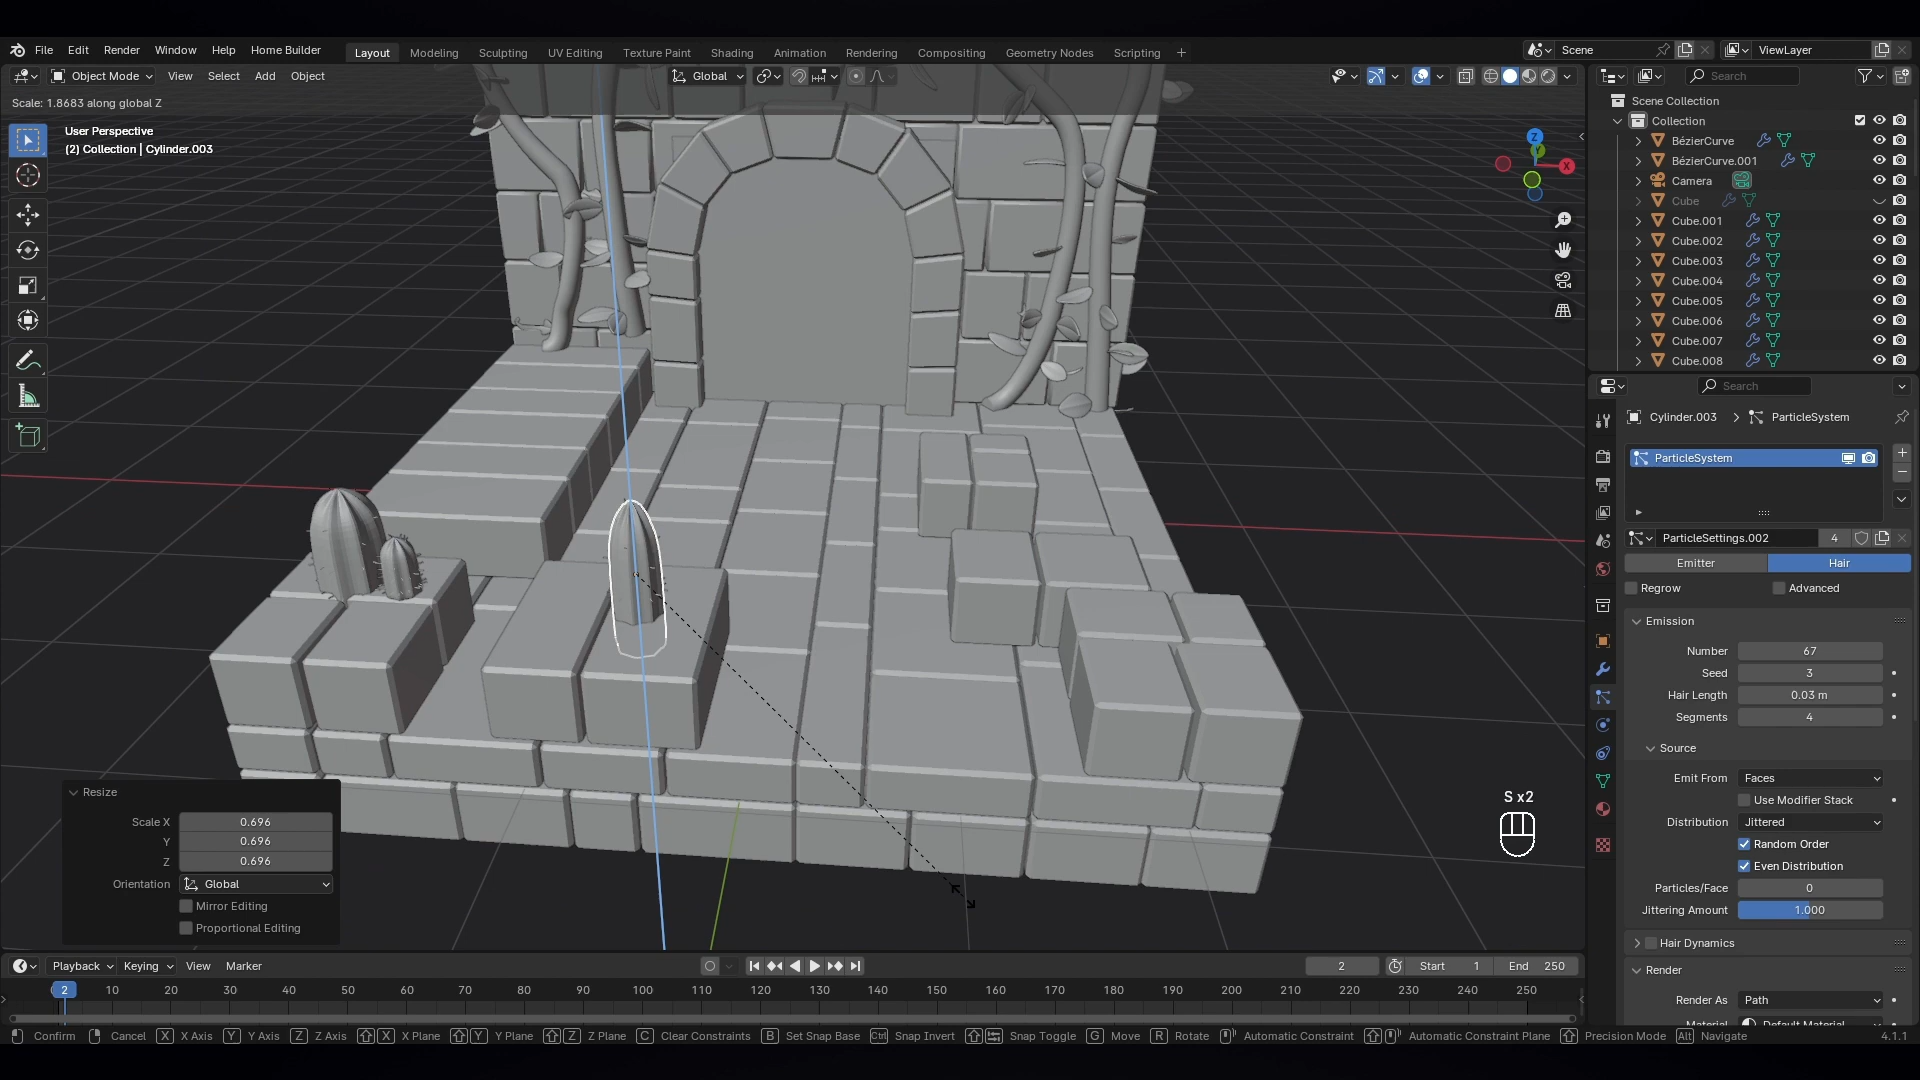 File Edit Render Window Help Home Builder Layout Modeling Sculpting UV Editing Texture Paint Shading Animation Rendering Compositing Geometry Nodes Scripting + Scene ViewLayer
Object Mode View Select Add Object Global Search
Scale: 1.8683 along global Z
User Perspective
(2) Collection | Cylinder.003
Z
Y
X
Scene Collection
Collection
BézierCurve
BézierCurve.001
Camera
Cube
Cube.001
Cube.002
Cube.003
Cube.004
Cube.005
Cube.006
Cube.007
Cube.008
Search
Cylinder.003 > ParticleSystem
ParticleSystem
ParticleSettings.002 4
Emitter Hair
Regrow Advanced
Emission
Number 67
Seed 3
Hair Length 0.03 m
Segments 4
Source
Emit From Faces
Use Modifier Stack
Distribution Jittered
Random Order
Even Distribution
Particles/Face 0
Jittering Amount 1.000
Hair Dynamics
Render
Render As Path
Material Default Material
S x2
Resize
Scale X 0.696
Y 0.696
Z 0.696
Orientation Global
Mirror Editing
Proportional Editing
Playback Keying View Marker 2 Start 1 End 250
2 10 20 30 40 50 60 70 80 90 100 110 120 130 140 150 160 170 180 190 200 210 220 230 240 250
Confirm Cancel X X Axis Y Y Axis Z Z Axis X X Plane Y Y Plane Z Z Plane C Clear Constraints B Set Snap Base Ctrl Snap Invert Snap Toggle G Move R Rotate Automatic Constraint Automatic Constraint Plane Precision Mode Alt Navigate 4.1.1